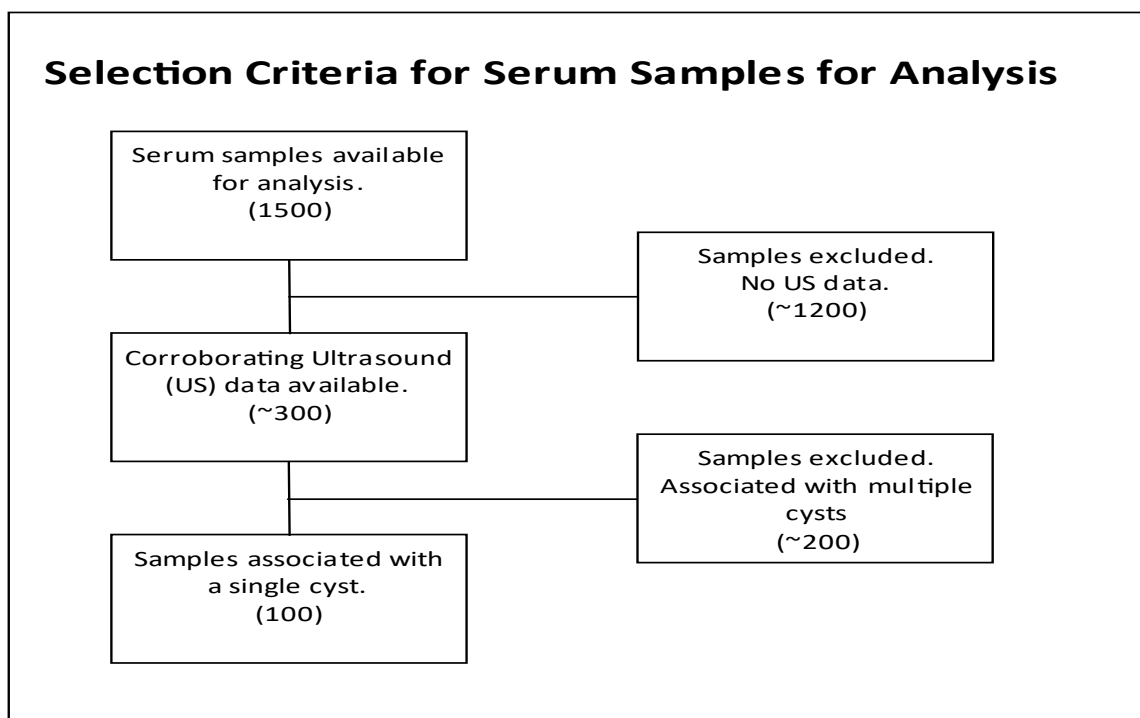 Selection Criteria for Serum Samples for Analysis
Serum samples available
for analysis.
(1500)
Samples excluded.
No US data.
(~1200)
Corroborating Ultrasound
(US) data available.
(~300)
Samples excluded.
Associated with multiple
cysts
(~200)
Samples associated with
a single cyst.
(100)